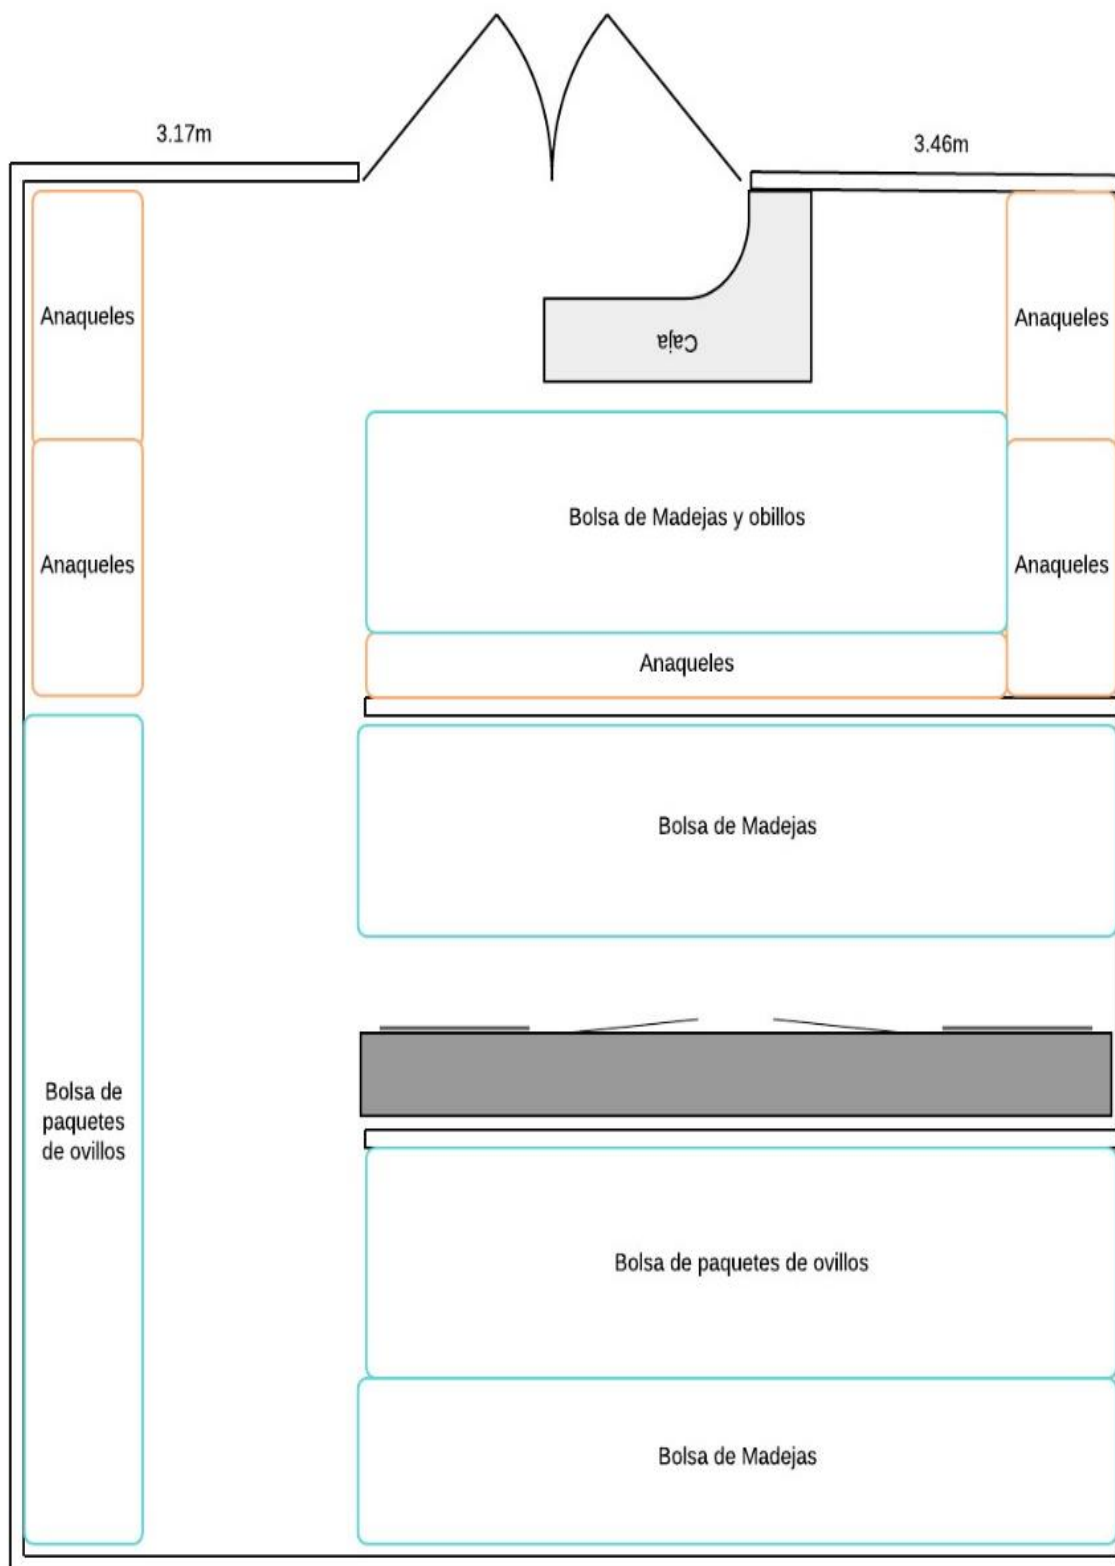 3.17m
3.46m
Anaqueles
Anaqueles
Caja
Bolsa de Madejas y obillos
Anaqueles
Anaqueles
Anaqueles
Bolsa de Madejas
Bolsa de
paquetes
de ovillos
Bolsa de paquetes de ovillos
Bolsa de Madejas